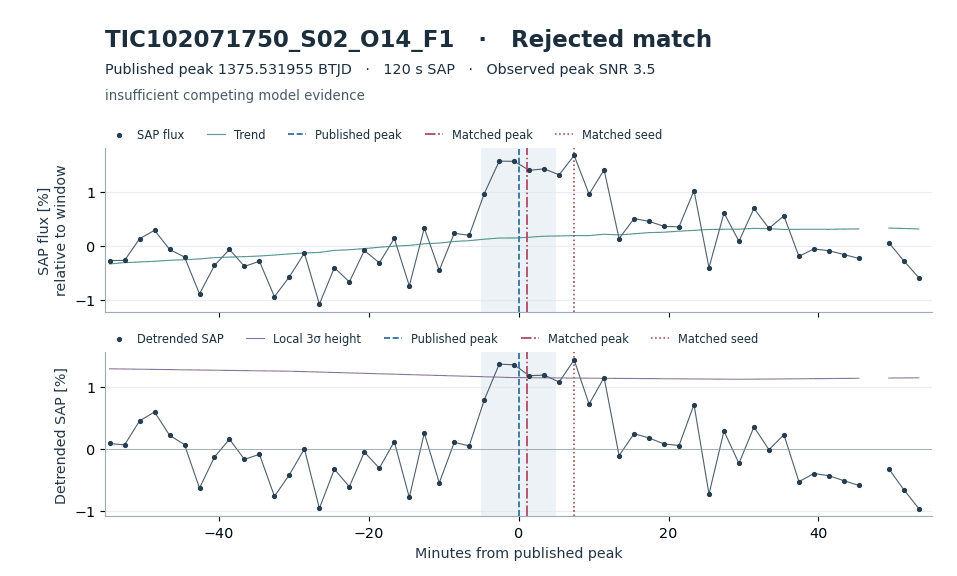 TIC102071750_S02_O14_F1 · Rejected match
Published peak 1375.531955 BTJD · 120 s SAP · Observed peak SNR 3.5
insufficient competing model evidence
SAP flux Trend Published peak Matched peak Matched seed
SAP flux [%]
relative to window
1
0
−1
Detrended SAP Local 3σ height Published peak Matched peak Matched seed
Detrended SAP [%]
1
0
−1
−40 −20 0 20 40
Minutes from published peak